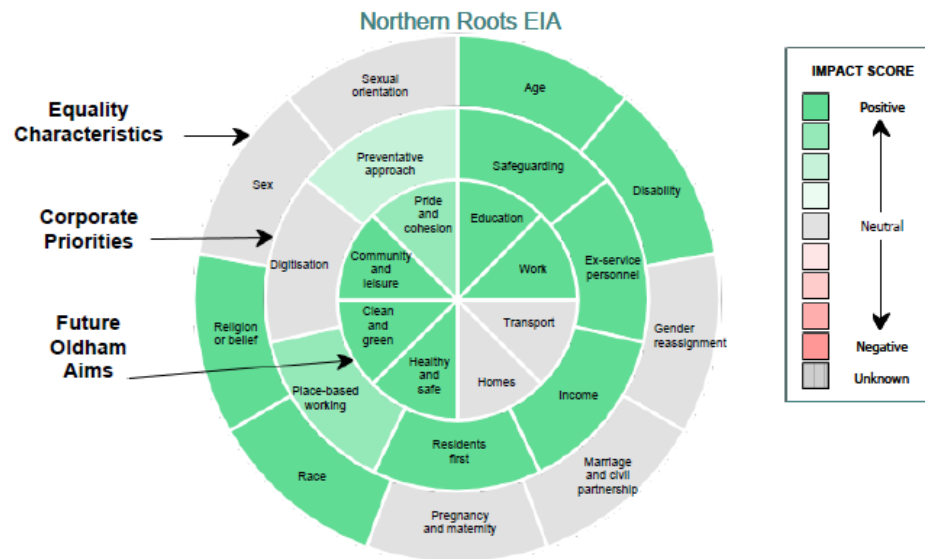 Northern Roots EIA
Equality
Characteristics
Corporate
Priorities
Future
Oldham
Aims
Sexual
orientation
Age
Disability
Gender
reassignment
Marriage
and civil
partnership
Pregnancy
and maternity
Race
Religion
or belief
Sex
Preventative
approach
Safeguarding
Ex-service
personnel
Income
Residents
first
Place-based
working
Digitisation
Pride
and
cohesion
Education
Work
Transport
Homes
Healthy
and
safe
Clean
and
green
Community
and
leisure
IMPACT SCORE
Positive
Neutral
Negative
Unknown